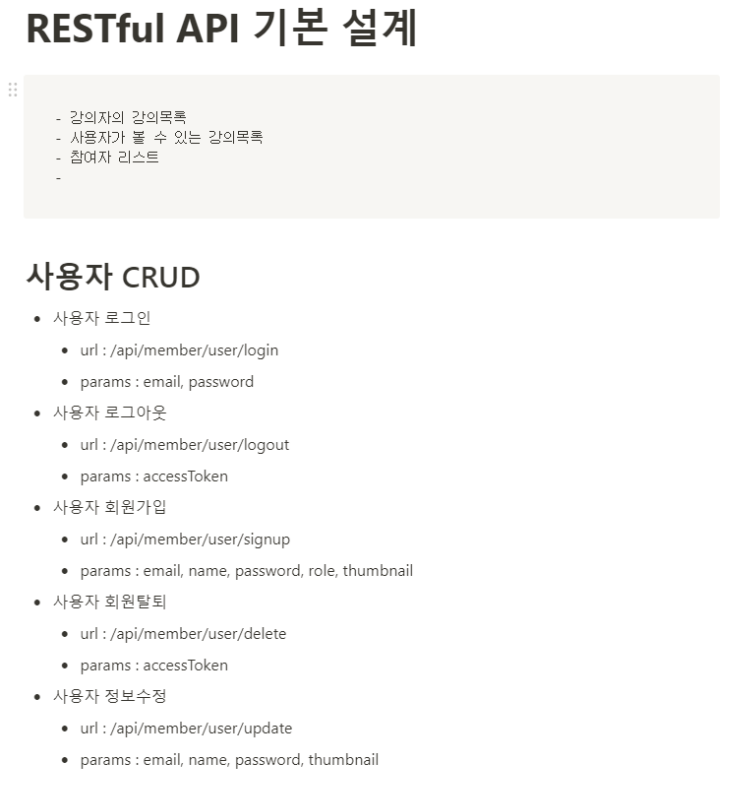 RESTful API 기본 설계
- 강의자의 강의목록
- 사용자가 볼 수 있는 강의목록
- 참여자 리스트
-
사용자 CRUD
• 사용자 로그인
• url : /api/member/user/login
• params : email, password
• 사용자 로그아웃
• url : /api/member/user/logout
• params : accessToken
• 사용자 회원가입
• url : /api/member/user/signup
• params : email, name, password, role, thumbnail
• 사용자 회원탈퇴
• url : /api/member/user/delete
• params : accessToken
• 사용자 정보수정
• url : /api/member/user/update
• params : email, name, password, thumbnail